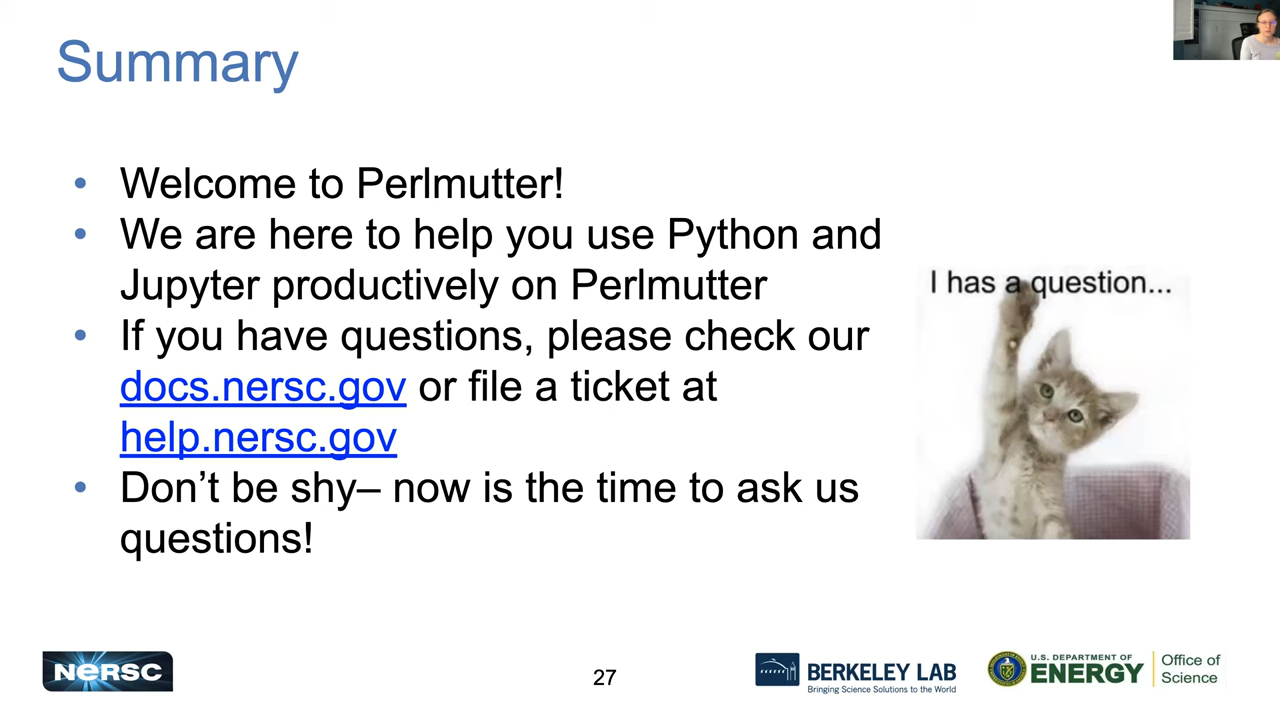 Summary
• Welcome to Perlmutter!
• We are here to help you use Python and
Jupyter productively on Perlmutter
• If you have questions, please check our
docs.nersc.gov or file a ticket at
help.nersc.gov
• Don’t be shy– now is the time to ask us
questions!
I has a question...
NERSC
27
BERKELEY LAB
Bringing Science Solutions to the World
U.S. DEPARTMENT OF
ENERGY
Office of
Science